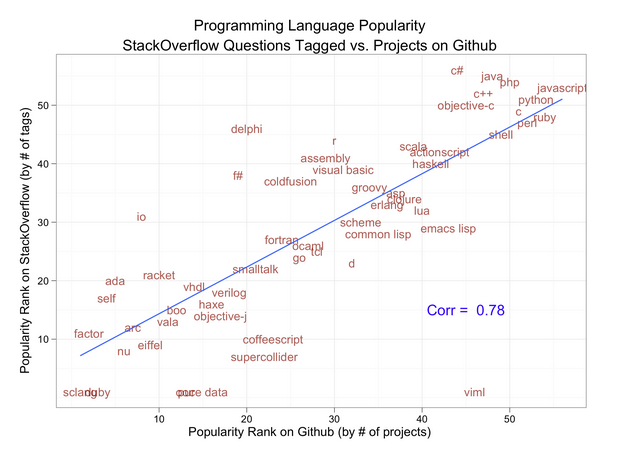 Programming Language Popularity
StackOverflow Questions Tagged vs. Projects on Github
Popularity Rank on StackOverflow (by # of tags)
50
40
30
20
10
c#
java
php
javascript
c++
python
objective-c
c
ruby
perl
delphi
shell
r
scala
actionscript
assembly
haskell
visual basic
f#
coldfusion
groovy
asp
clojure
erlang
lua
io
scheme
emacs lisp
common lisp
fortran
ocaml
tcl
go
d
smalltalk
racket
ada
vhdl
verilog
self
haxe
boo
objective-j
vala
arc
factor
coffeescript
eiffel
nu
supercollider
Corr = 0.78
sclang
ooc
pure data
viml
10
20
30
40
50
Popularity Rank on Github (by # of projects)